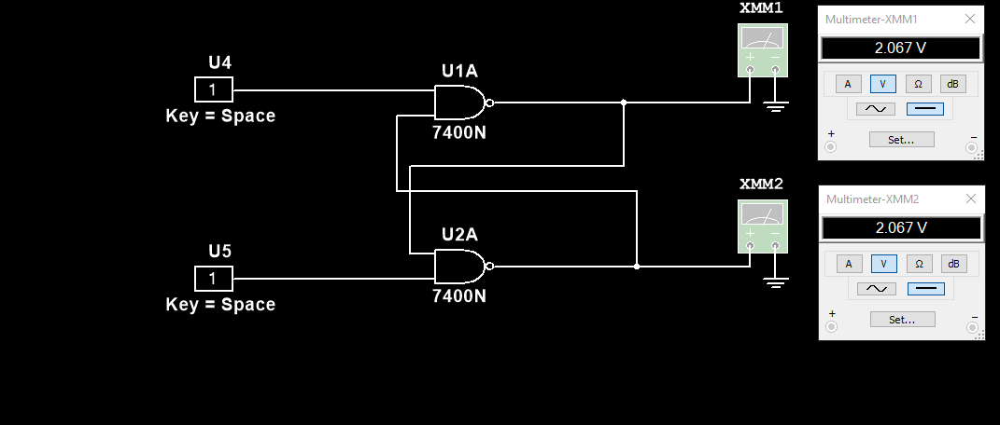 XMM1
U4
1
Key = Space
U1A
7400N
+ −
Multimeter-XMM1
2.067 V
A V Ω dB
+ −
Set...
XMM2
U5
1
Key = Space
U2A
7400N
+ −
Multimeter-XMM2
2.067 V
A V Ω dB
+ −
Set...